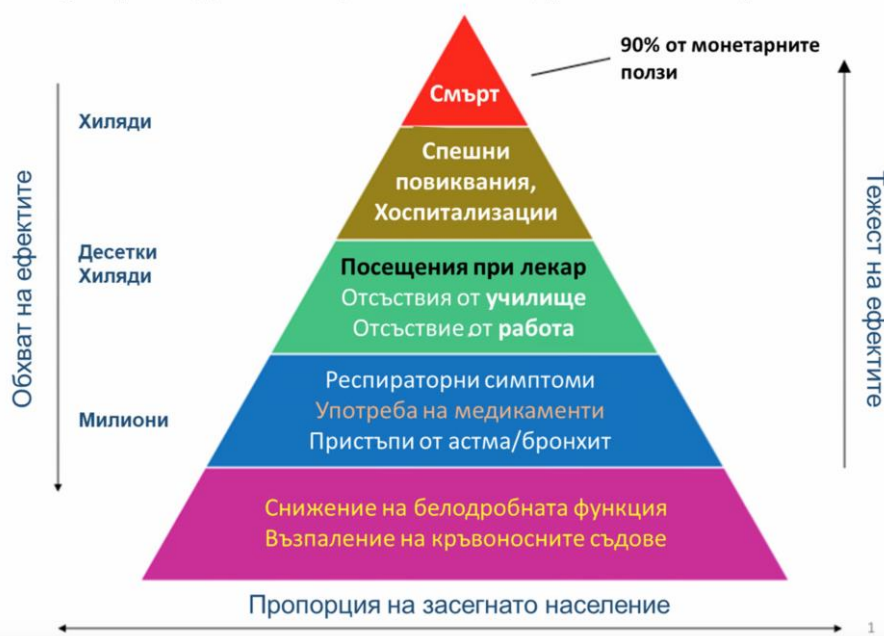 90% от монетарните
ползи
Смърт
Хиляди
Спешни
повиквания,
Хоспитализации
Десетки
Хиляди
Посещения при лекар
Отсъствия от училище
Отсъствие от работа
Милиони
Респираторни симптоми
Употреба на медикаменти
Пристъпи от астма/бронхит
Снижение на белодробната функция
Възпаление на кръвоносните съдове
Обхват на ефектите
Тежест на ефектите
Пропорция на засегнато население
1